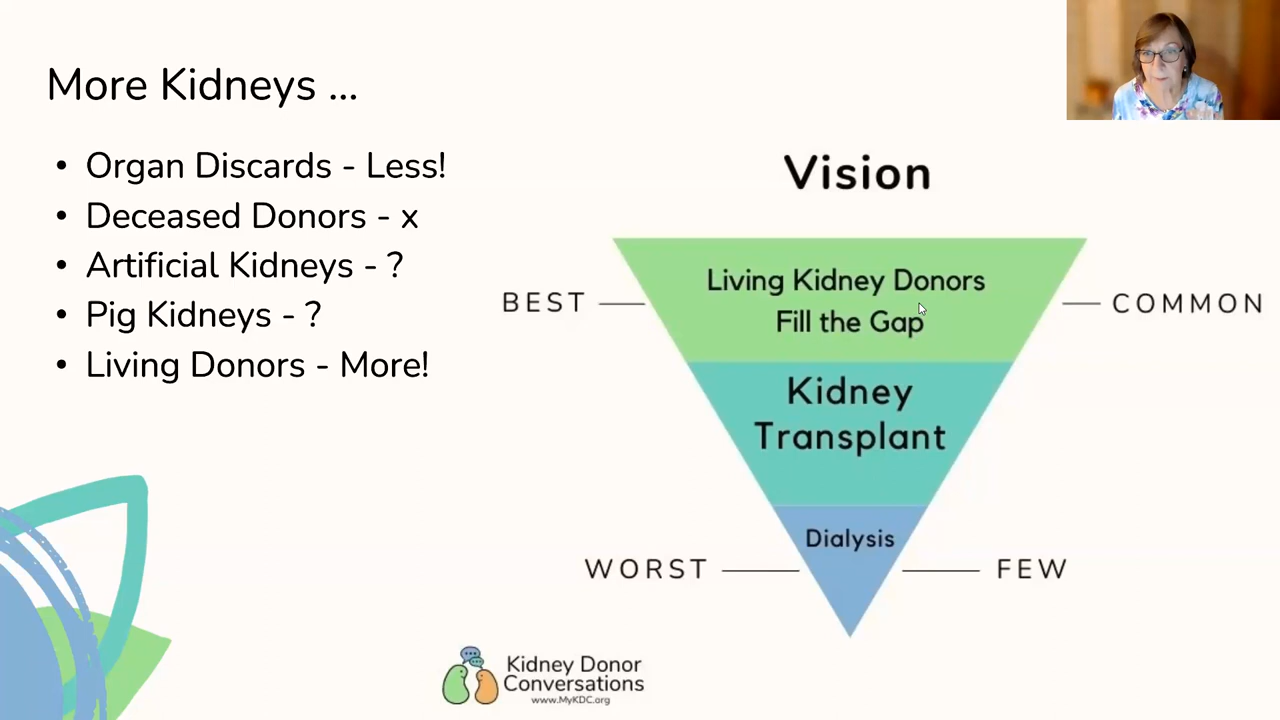 More Kidneys ...
• Organ Discards - Less!
• Deceased Donors - x
• Artificial Kidneys - ?
• Pig Kidneys - ?
• Living Donors - More!
Vision
Living Kidney Donors
Fill the Gap
BEST
COMMON
Kidney
Transplant
Dialysis
WORST
FEW
Kidney Donor
Conversations
www.MyKDC.org